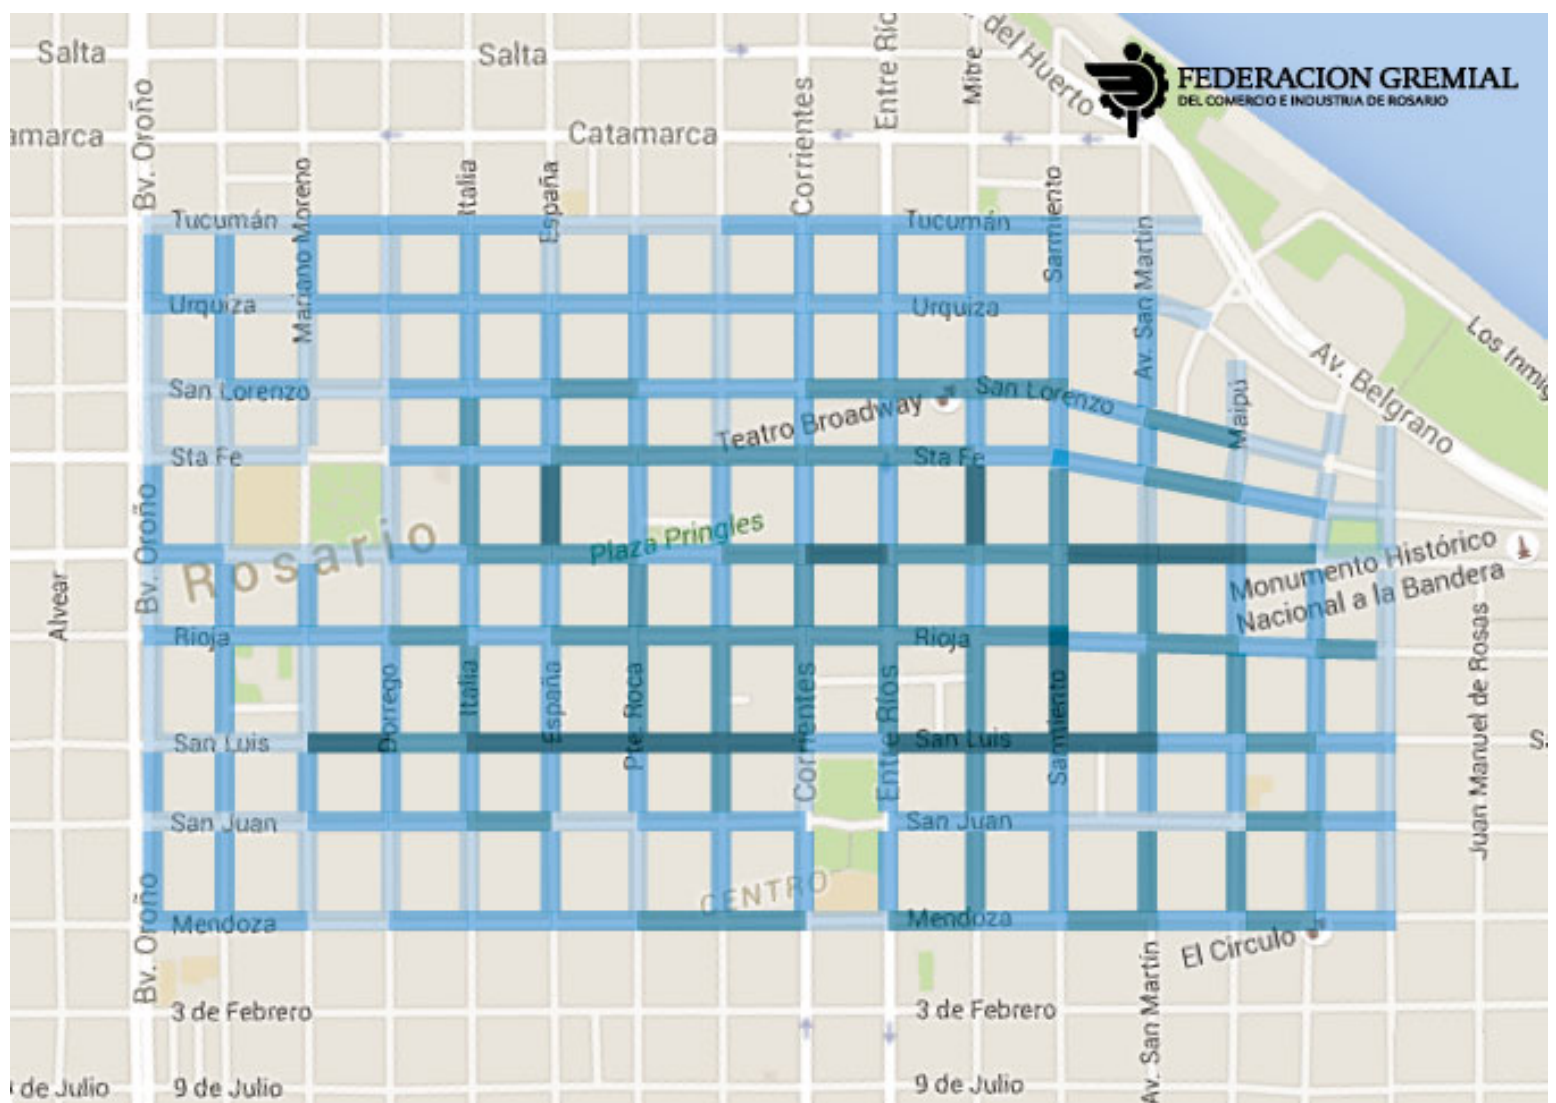 Salta
Salta
Entre Río
Mitre
del Huerto
FEDERACION GREMIAL
DEL COMERCIO E INDUSTRIA DE ROSARIO
amarca
Bv. Oroño
Catamarca
Corrientes
Mariano Moreno
Italia
España
Sarmiento
Tucumán
Tucumán
Av. San Martín
Urquiza
Urquiza
Los Inmig
Av. Belgrano
San Lorenzo
San Lorenzo
Teatro Broadway
Maipú
Sta Fe
Sta Fe
Bv. Oroño
Rosario
Plaza Pringles
Monumento Histórico
Nacional a la Bandera
Alvear
Rioja
Rioja
Dorrego
Italia
España
Pte. Roca
Corrientes
Entre Ríos
Sarmiento
Juan Manuel de Rosas
San Luis
San Luis
S
San Juan
San Juan
CENTRO
Bv. Oroño
Mendoza
Mendoza
El Círculo
Av. San Martín
3 de Febrero
3 de Febrero
de Julio
9 de Julio
9 de Julio